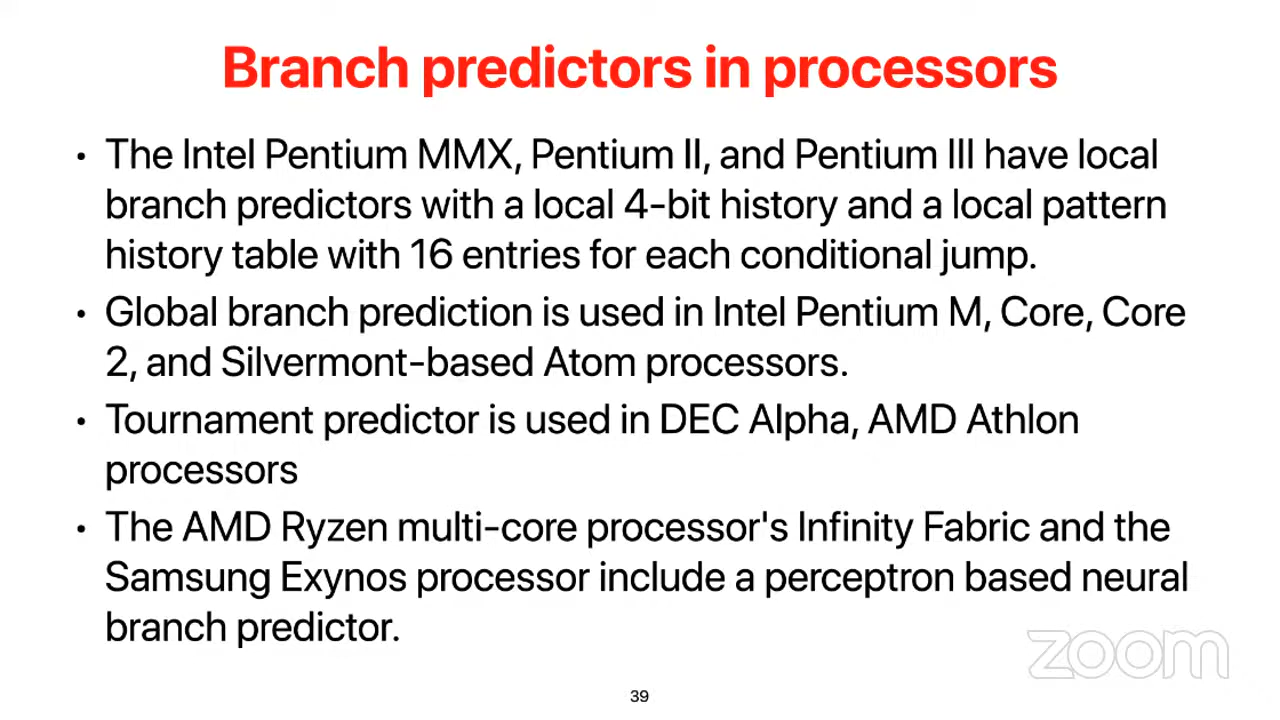 Branch predictors in processors
• The Intel Pentium MMX, Pentium II, and Pentium III have local
branch predictors with a local 4-bit history and a local pattern
history table with 16 entries for each conditional jump.
• Global branch prediction is used in Intel Pentium M, Core, Core
2, and Silvermont-based Atom processors.
• Tournament predictor is used in DEC Alpha, AMD Athlon
processors
• The AMD Ryzen multi-core processor's Infinity Fabric and the
Samsung Exynos processor include a perceptron based neural
branch predictor.
zoom
39